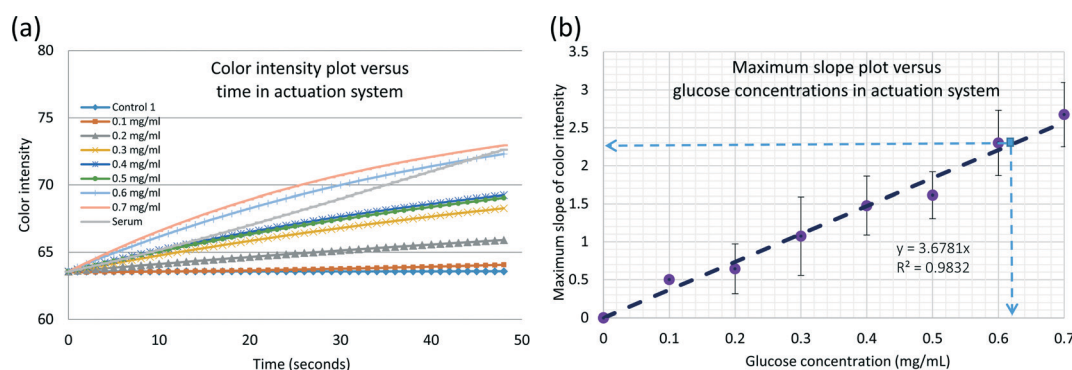 (a)
80
75
70
65
60
Color intensity
Color intensity plot versus
time in actuation system
Control 1
0.1 mg/ml
0.2 mg/ml
0.3 mg/ml
0.4 mg/ml
0.5 mg/ml
0.6 mg/ml
0.7 mg/ml
Serum
0 10 20 30 40 50
Time (seconds)
(b)
3.5
3
2.5
2
1.5
1
0.5
0
Maximum slope of color intensity
Maximum slope plot versus
glucose concentrations in actuation system
y = 3.6781x
R² = 0.9832
0 0.1 0.2 0.3 0.4 0.5 0.6 0.7
Glucose concentration (mg/mL)